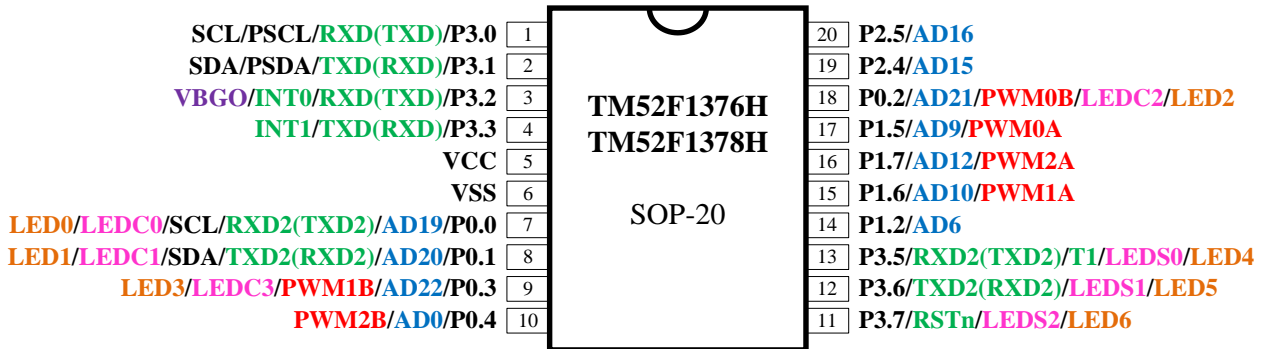 SCL/PSCL/RXD(TXD)/P3.0 1
SDA/PSDA/TXD(RXD)/P3.1 2
VBGO/INT0/RXD(TXD)/P3.2 3
INT1/TXD(RXD)/P3.3 4
VCC 5
VSS 6
LED0/LEDC0/SCL/RXD2(TXD2)/AD19/P0.0 7
LED1/LEDC1/SDA/TXD2(RXD2)/AD20/P0.1 8
LED3/LEDC3/PWM1B/AD22/P0.3 9
PWM2B/AD0/P0.4 10
TM52F1376H
TM52F1378H
SOP-20
20 P2.5/AD16
19 P2.4/AD15
18 P0.2/AD21/PWM0B/LEDC2/LED2
17 P1.5/AD9/PWM0A
16 P1.7/AD12/PWM2A
15 P1.6/AD10/PWM1A
14 P1.2/AD6
13 P3.5/RXD2(TXD2)/T1/LEDS0/LED4
12 P3.6/TXD2(RXD2)/LEDS1/LED5
11 P3.7/RSTn/LEDS2/LED6